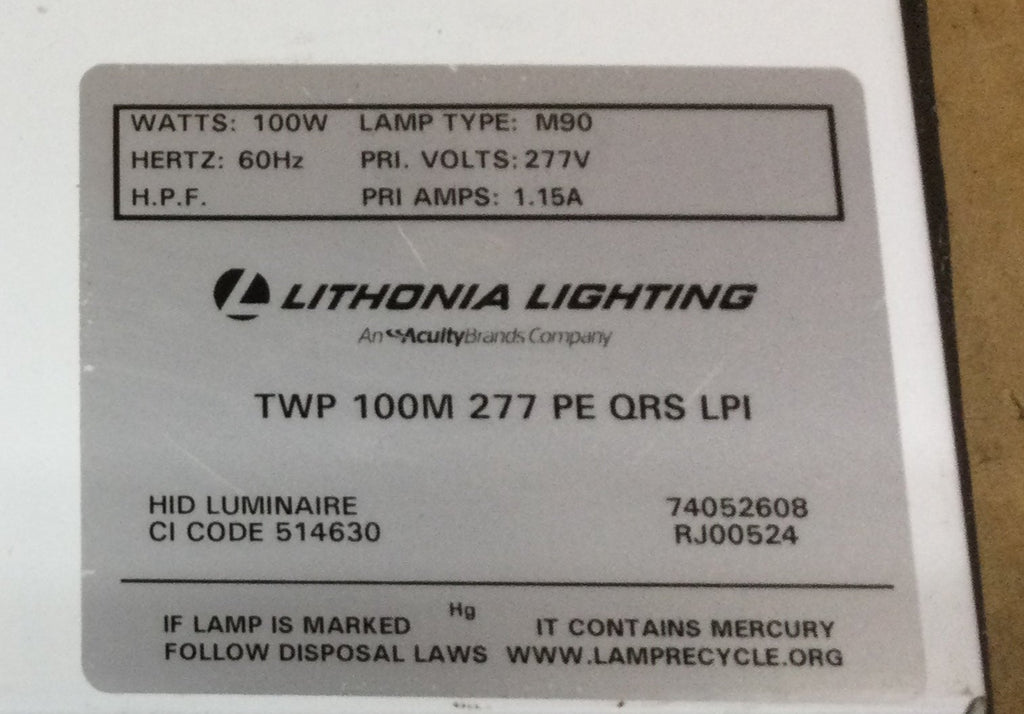 WATTS: 100W LAMP TYPE: M90
HERTZ: 60Hz PRI. VOLTS: 277V
H.P.F. PRI AMPS: 1.15A
LITHONIA LIGHTING
An AcuityBrands Company
TWP 100M 277 PE QRS LPI
HID LUMINAIRE 74052608
CI CODE 514630 RJ00524
IF LAMP IS MARKED Hg IT CONTAINS MERCURY
FOLLOW DISPOSAL LAWS WWW.LAMPRECYCLE.ORG